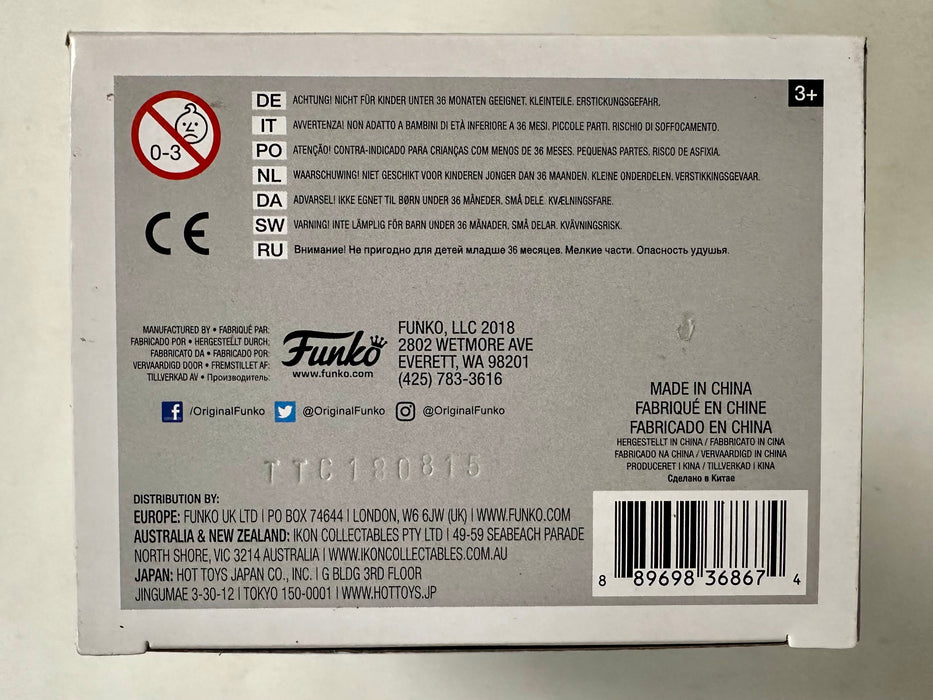 3+
0-3
DE ACHTUNG! NICHT FÜR KINDER UNTER 36 MONATEN GEEIGNET. KLEINTEILE. ERSTICKUNGSGEFAHR.
IT AVVERTENZA! NON ADATTO A BAMBINI DI ETÀ INFERIORE A 36 MESI. PICCOLE PARTI. RISCHIO DI SOFFOCAMENTO.
PO ATENÇÃO! CONTRA-INDICADO PARA CRIANÇAS COM MENOS DE 36 MESES. PEQUENAS PARTES. RISCO DE ASFIXIA.
NL WAARSCHUWING! NIET GESCHIKT VOOR KINDEREN JONGER DAN 36 MAANDEN. KLEINE ONDERDELEN. VERSTIKKINGSGEVAAR.
DA ADVARSEL! IKKE EGNET TIL BØRN UNDER 36 MÅNEDER. SMÅ DELE. KVÆLNINGSFARE.
SW VARNING! INTE LÄMPLIG FÖR BARN UNDER 36 MÅNADER. SMÅ DELAR. KVÄVNINGSRISK.
RU Внимание! Не пригодно для детей младше 36 месяцев. Мелкие части. Опасность удушья.
CE
MANUFACTURED BY • FABRIQUÉ PAR:
FABRICADO POR • HERGESTELLT DURCH:
FABBRICATO DA • FABRICADO POR:
VERVAARDIGD DOOR • FREMSTILLET AF:
TILLVERKAD AV • Производитель:
Funko
www.funko.com
FUNKO, LLC 2018
2802 WETMORE AVE
EVERETT, WA 98201
(425) 783-3616
/OriginalFunko @OriginalFunko @OriginalFunko
MADE IN CHINA
FABRIQUÉ EN CHINE
FABRICADO EN CHINA
HERGESTELLT IN CHINA / FABBRICATO IN CINA
FABRICADO NA CHINA / VERVAARDIGD IN CHINA
PRODUCERET I KINA / TILLVERKAD I KINA
Сделано в Китае
TTC180815
DISTRIBUTION BY:
EUROPE: FUNKO UK LTD | PO BOX 74644 | LONDON, W6 6JW (UK) | WWW.FUNKO.COM
AUSTRALIA & NEW ZEALAND: IKON COLLECTABLES PTY LTD | 49-59 SEABEACH PARADE
NORTH SHORE, VIC 3214 AUSTRALIA | WWW.IKONCOLLECTABLES.COM.AU
JAPAN: HOT TOYS JAPAN CO., INC. | G BLDG 3RD FLOOR
JINGUMAE 3-30-12 | TOKYO 150-0001 | WWW.HOTTOYS.JP
8 89698 36867 4